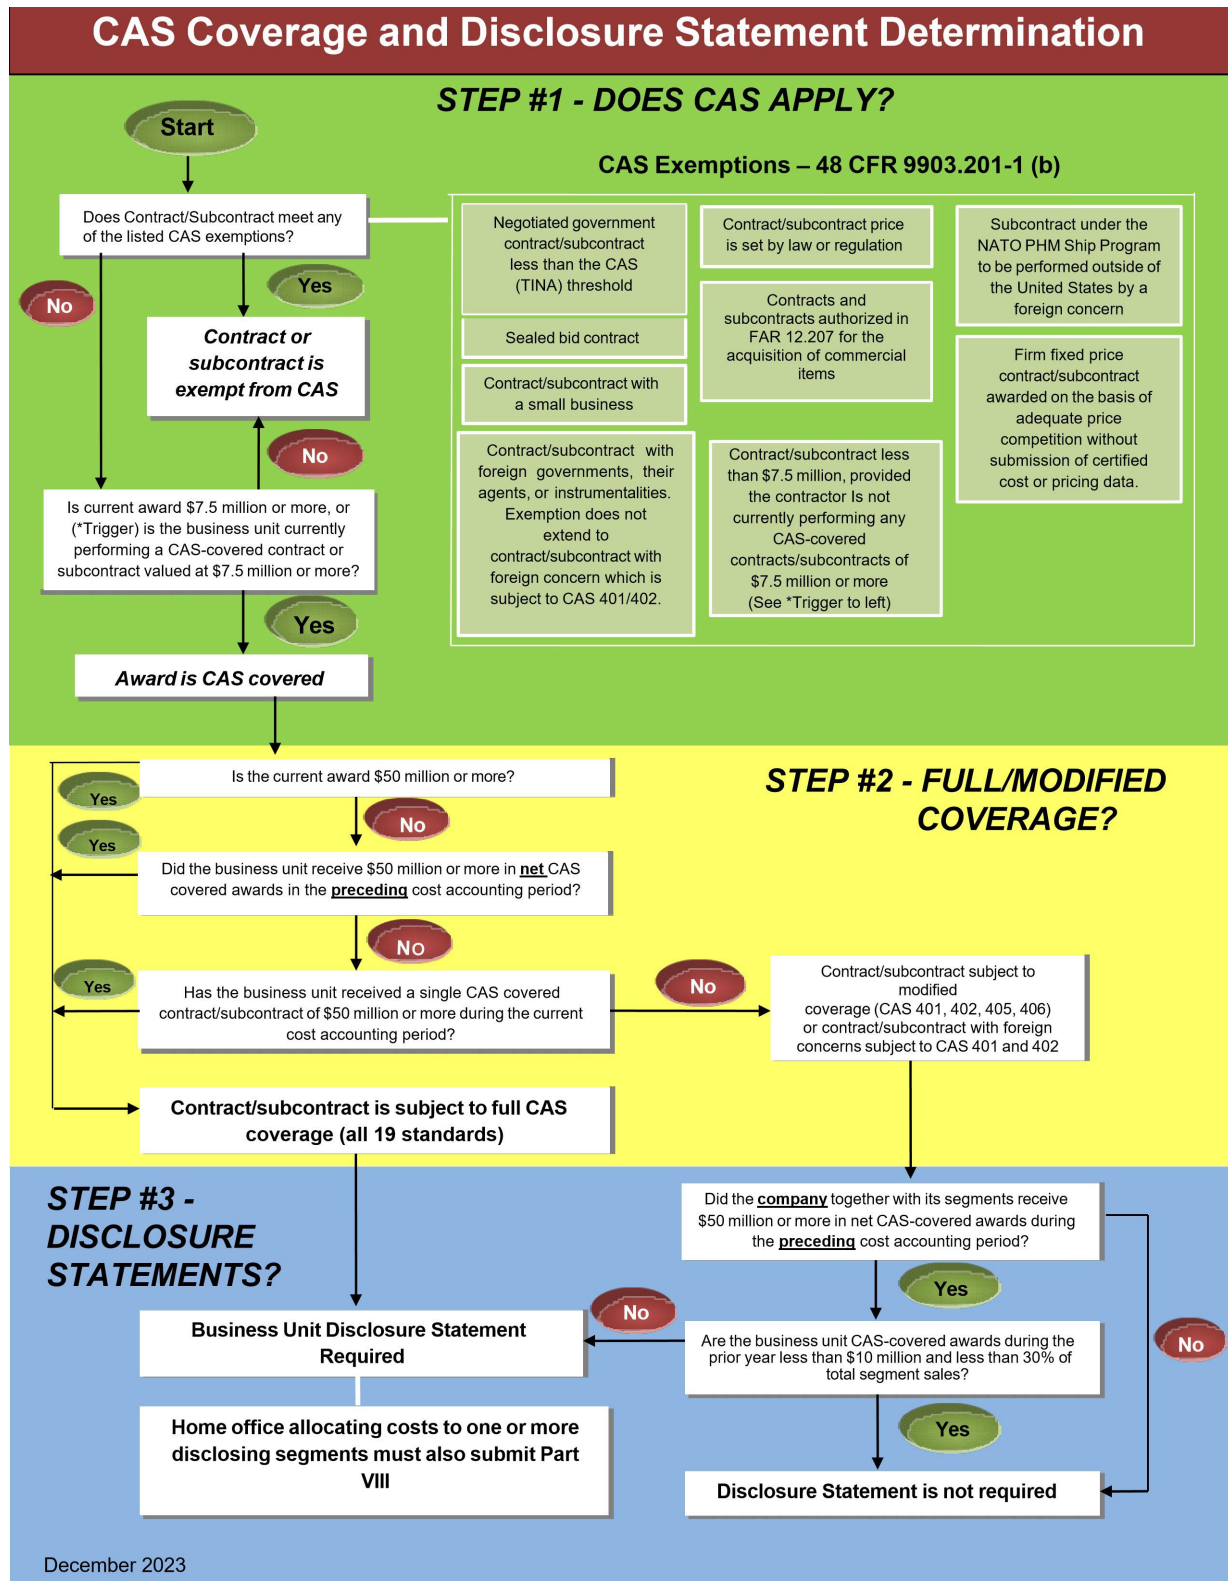 CAS Coverage and Disclosure Statement Determination
STEP #1 - DOES CAS APPLY?
Start
CAS Exemptions – 48 CFR 9903.201-1 (b)
Does Contract/Subcontract meet any
of the listed CAS exemptions?
No
Yes
Contract or
subcontract is
exempt from CAS
No
Is current award $7.5 million or more, or
(*Trigger) is the business unit currently
performing a CAS-covered contract or
subcontract valued at $7.5 million or more?
Yes
Award is CAS covered
Negotiated government
contract/subcontract
less than the CAS
(TINA) threshold
Sealed bid contract
Contract/subcontract with
a small business
Contract/subcontract with
foreign governments, their
agents, or instrumentalities.
Exemption does not
extend to
contract/subcontract with
foreign concern which is
subject to CAS 401/402.
Contract/subcontract price
is set by law or regulation
Contracts and
subcontracts authorized in
FAR 12.207 for the
acquisition of commercial
items
Contract/subcontract less
than $7.5 million, provided
the contractor Is not
currently performing any
CAS-covered
contracts/subcontracts of
$7.5 million or more
(See *Trigger to left)
Subcontract under the
NATO PHM Ship Program
to be performed outside of
the United States by a
foreign concern
Firm fixed price
contract/subcontract
awarded on the basis of
adequate price
competition without
submission of certified
cost or pricing data.
STEP #2 - FULL/MODIFIED
COVERAGE?
Is the current award $50 million or more?
Yes
No
Yes
Did the business unit receive $50 million or more in net CAS
covered awards in the preceding cost accounting period?
NO
Yes
Has the business unit received a single CAS covered
contract/subcontract of $50 million or more during the current
cost accounting period?
No
Contract/subcontract subject to
modified
coverage (CAS 401, 402, 405, 406)
or contract/subcontract with foreign
concerns subject to CAS 401 and 402
Contract/subcontract is subject to full CAS
coverage (all 19 standards)
STEP #3 -
DISCLOSURE
STATEMENTS?
Did the company together with its segments receive
$50 million or more in net CAS-covered awards during
the preceding cost accounting period?
Yes
No
No
Business Unit Disclosure Statement
Required
Are the business unit CAS-covered awards during the
prior year less than $10 million and less than 30% of
total segment sales?
Yes
Home office allocating costs to one or more
disclosing segments must also submit Part
VIII
Disclosure Statement is not required
December 2023